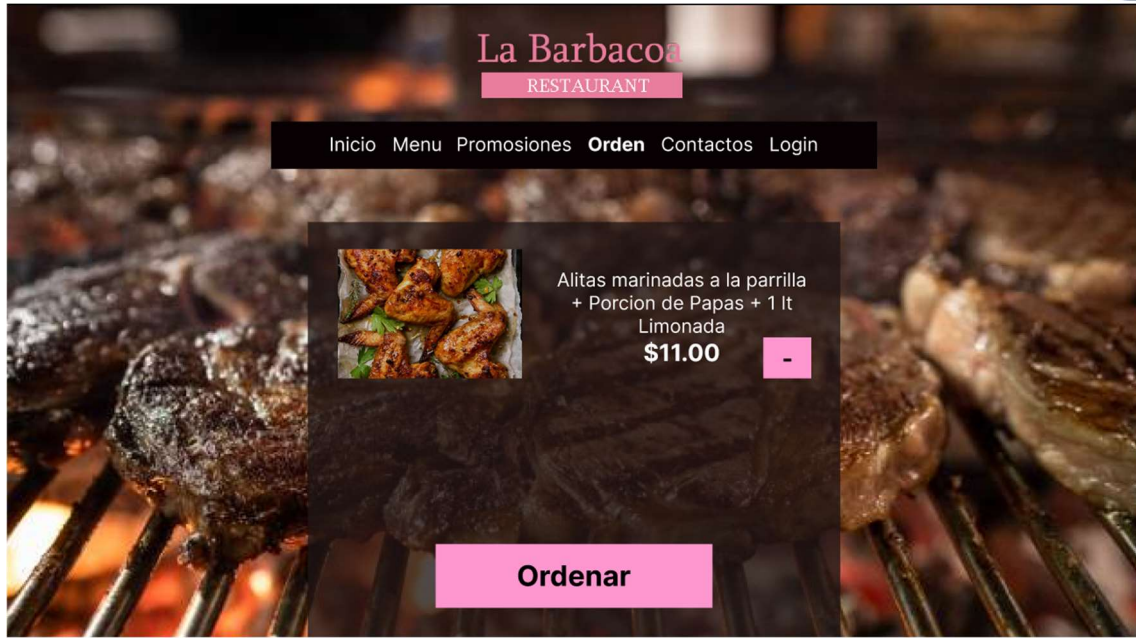 La Barbacoa
RESTAURANT
Inicio Menu Promosiones Orden Contactos Login
Alitas marinadas a la parrilla
+ Porcion de Papas + 1 lt
Limonada
$11.00
-
Ordenar